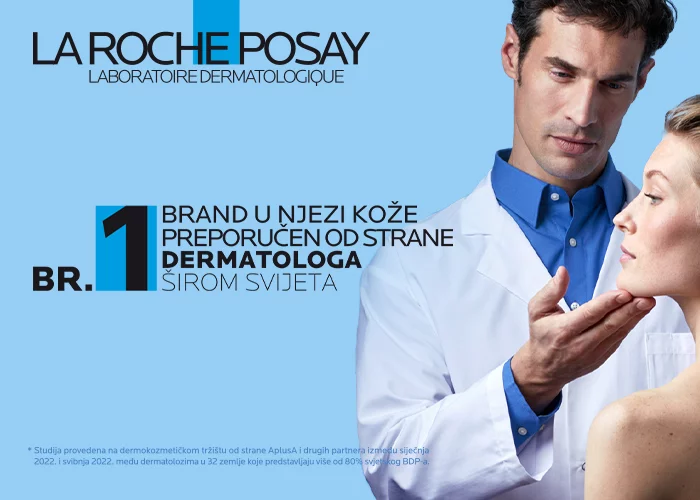 LA ROCHE POSAY
LABORATOIRE DERMATOLOGIQUE
BR.1
BRAND U NJEZI KOŽE
PREPORUČEN OD STRANE
DERMATOLOGA
ŠIROM SVIJETA
* Studija provedena na dermokozmetičkom tržištu od strane AplusA i drugih partnera između siječnja
2022. i svibnja 2022. među dermatolozima u 32 zemlje koje predstavljaju više od 80% svjetskog BDP-a.